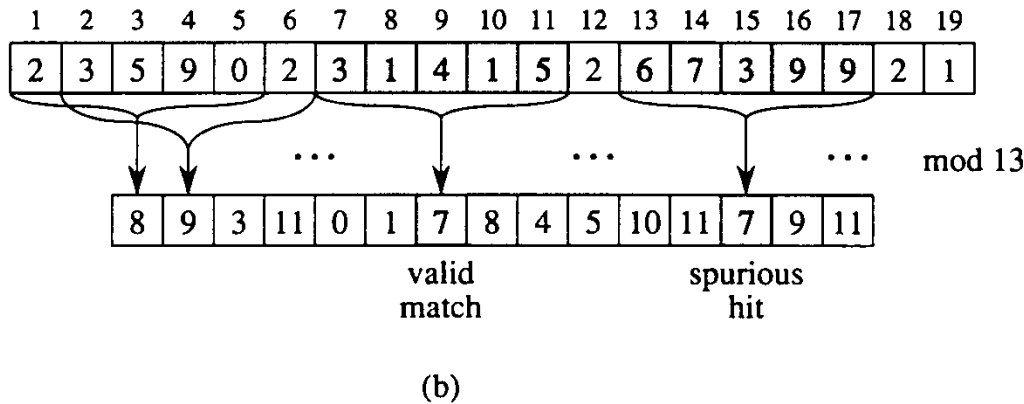 1 2 3 4 5 6 7 8 9 10 11 12 13 14 15 16 17 18 19
2 3 5 9 0 2 3 1 4 1 5 2 6 7 3 9 9 2 1
... ... ... mod 13
8 9 3 11 0 1 7 8 4 5 10 11 7 9 11
valid spurious
match hit
(b)